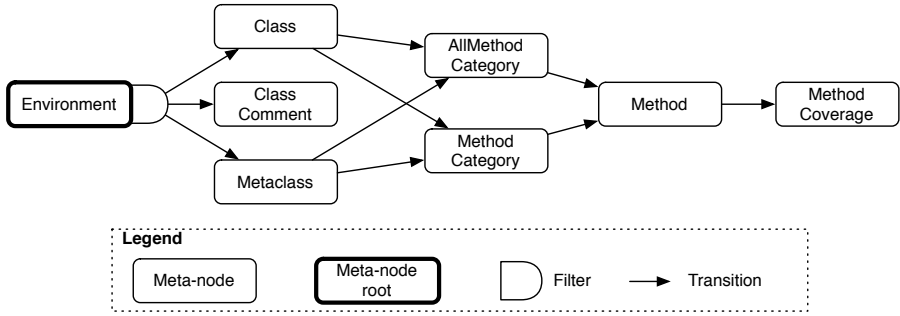 Class
AllMethod
Category
Environment
Class
Comment
Method
Method
Coverage
Method
Category
Metaclass
Legend
Meta-node
Meta-node
root
Filter
Transition